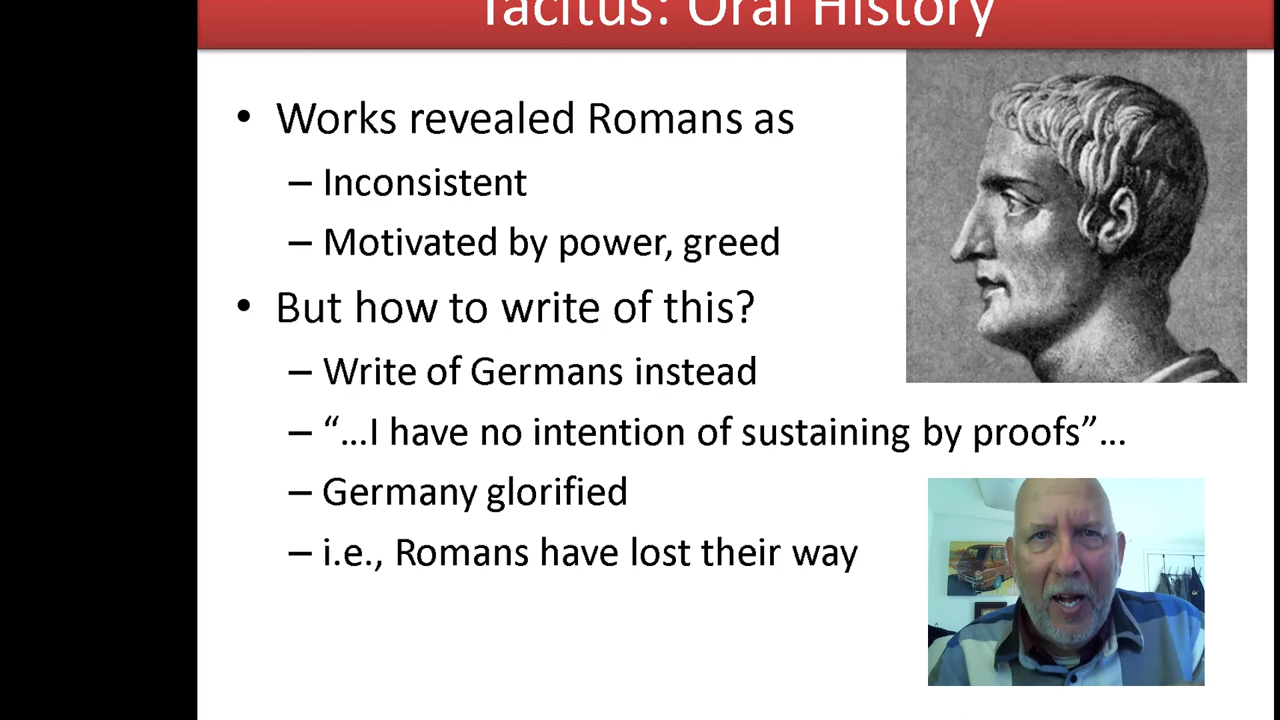 Tacitus: Oral History
• Works revealed Romans as
– Inconsistent
– Motivated by power, greed
• But how to write of this?
– Write of Germans instead
– “...I have no intention of sustaining by proofs”...
– Germany glorified
– i.e., Romans have lost their way